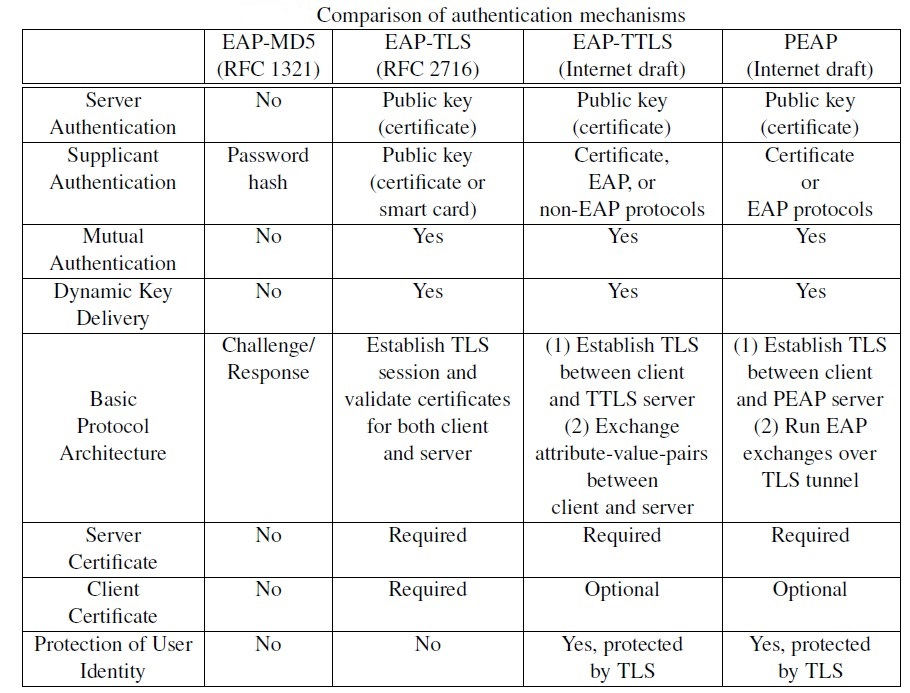 Comparison of authentication mechanisms
EAP-MD5 EAP-TLS EAP-TTLS PEAP
(RFC 1321) (RFC 2716) (Internet draft) (Internet draft)
Server No Public key Public key Public key
Authentication (certificate) (certificate) (certificate)
Supplicant Password Public key Certificate, Certificate
Authentication hash (certificate or EAP, or or
smart card) non-EAP protocols EAP protocols
Mutual No Yes Yes Yes
Authentication
Dynamic Key No Yes Yes Yes
Delivery
Challenge/ Establish TLS (1) Establish TLS (1) Establish TLS
Response session and between client between client
Basic validate certificates and TTLS server and PEAP server
Protocol for both client (2) Exchange (2) Run EAP
Architecture and server attribute-value-pairs exchanges over
between TLS tunnel
client and server
Server No Required Required Required
Certificate
Client No Required Optional Optional
Certificate
Protection of User No No Yes, protected Yes, protected
Identity by TLS by TLS